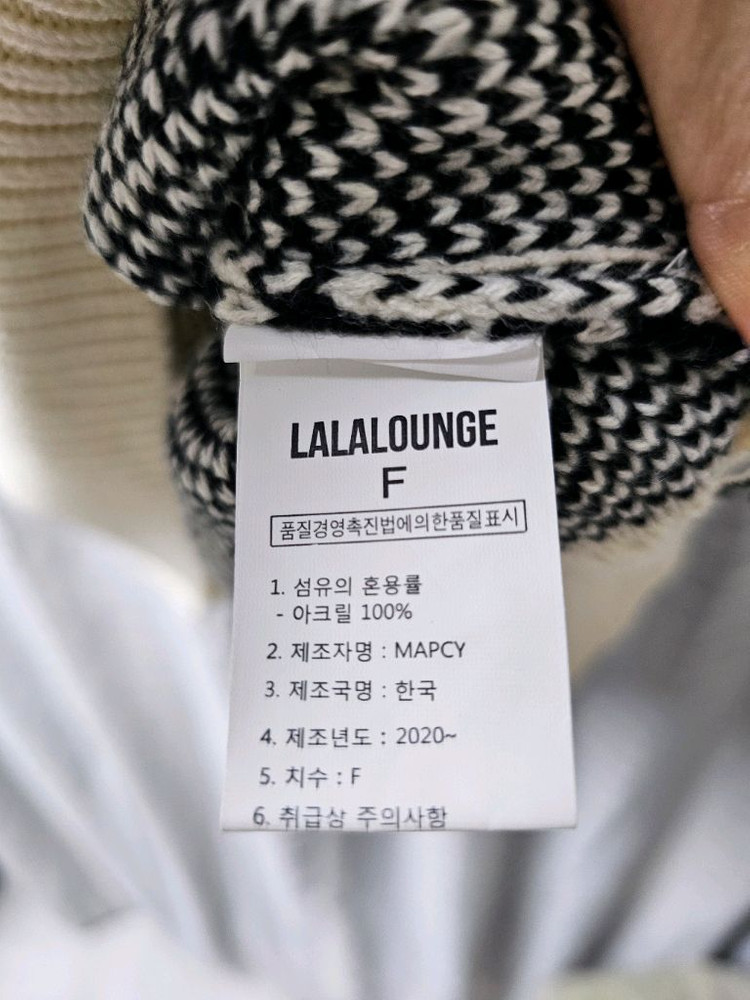 LALALOUNGE
F
품질경영촉진법에의한품질표시
1. 섬유의 혼용률
- 아크릴 100%
2. 제조자명 : MAPCY
3. 제조국명 : 한국
4. 제조년도 : 2020~
5. 치수 : F
6. 취급상 주의사항